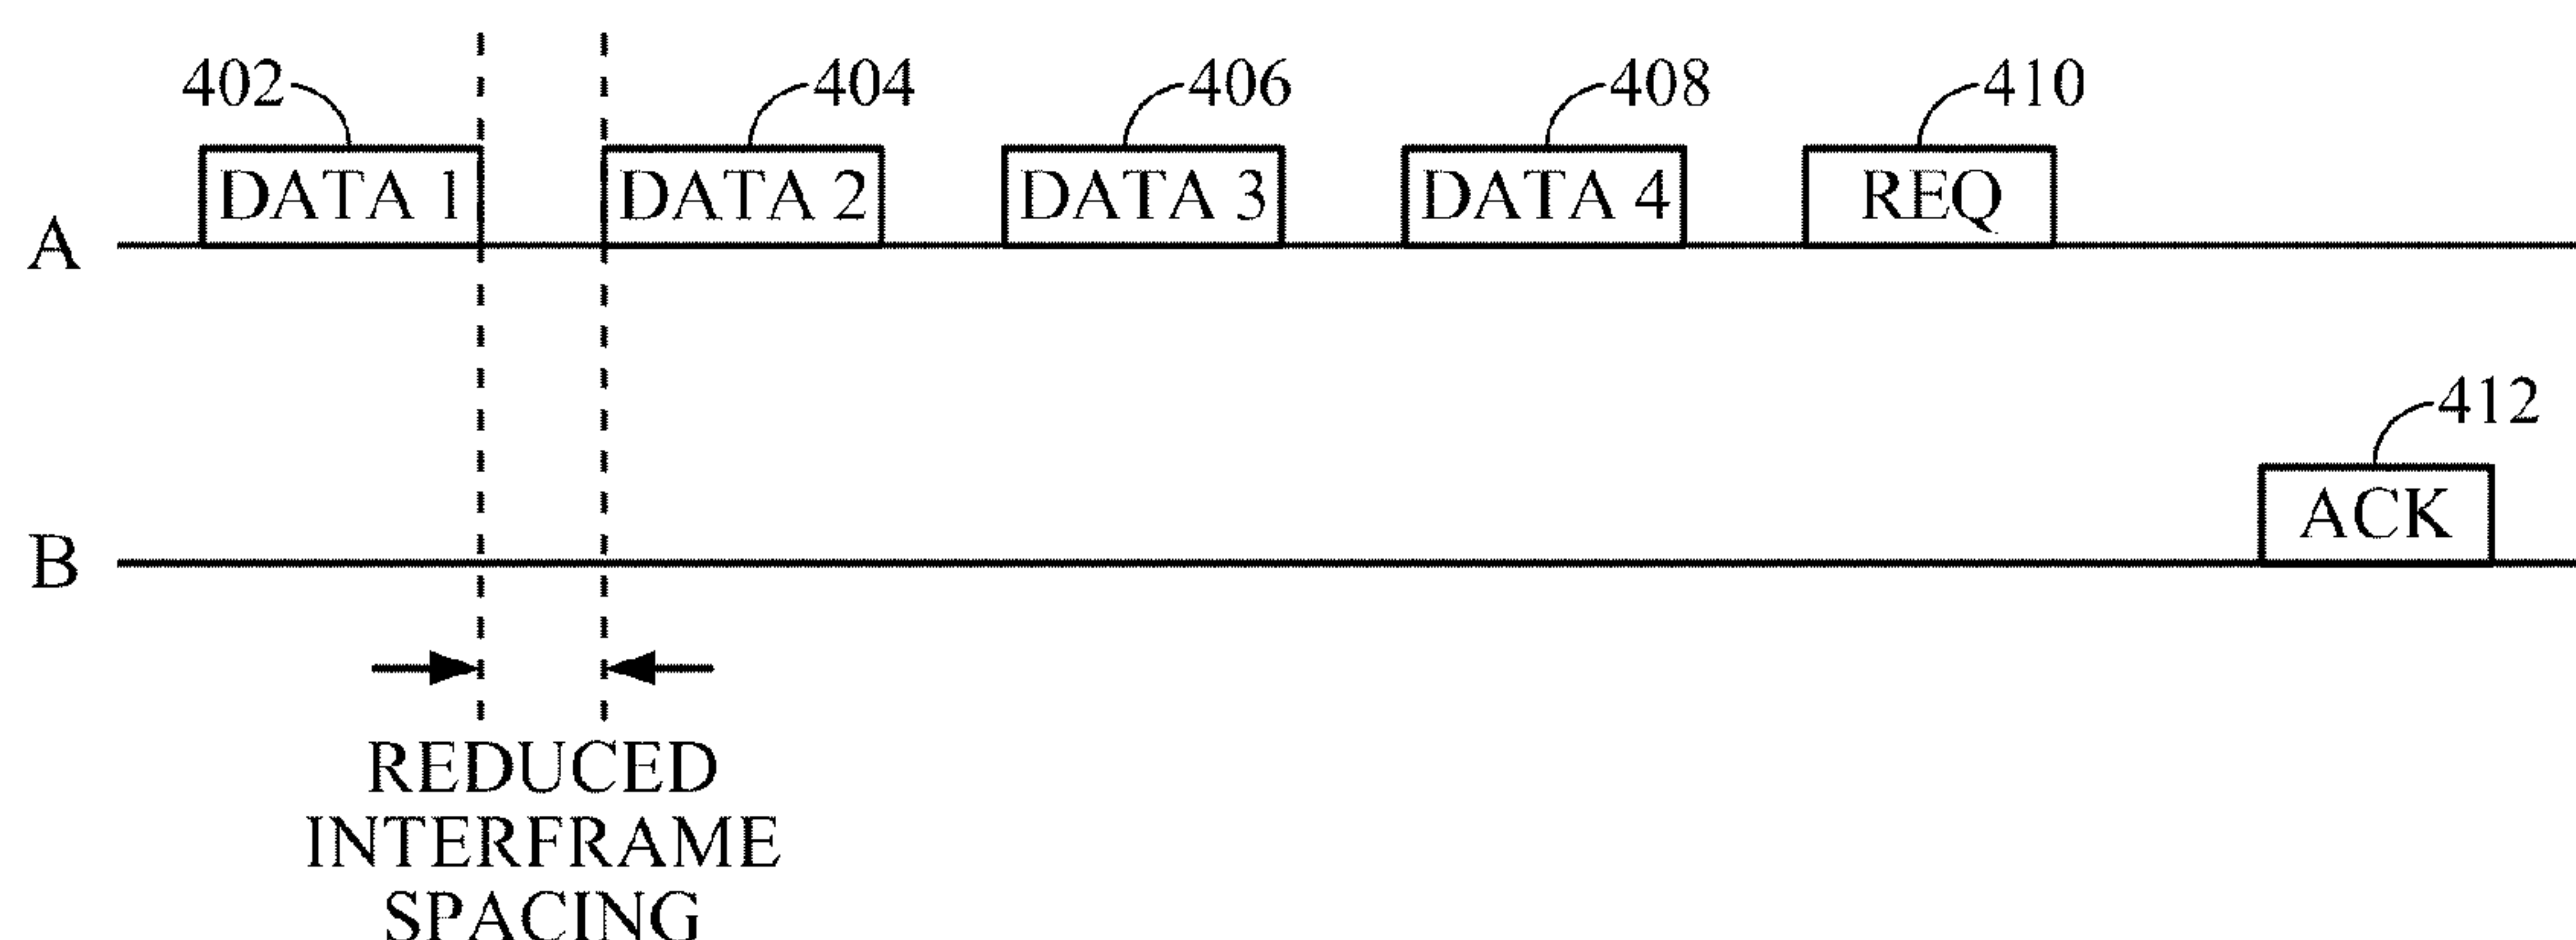 402 404 406 408 410
DATA 1 DATA 2 DATA 3 DATA 4 REQ
A
412
ACK
B
REDUCED
INTERFRAME
SPACING